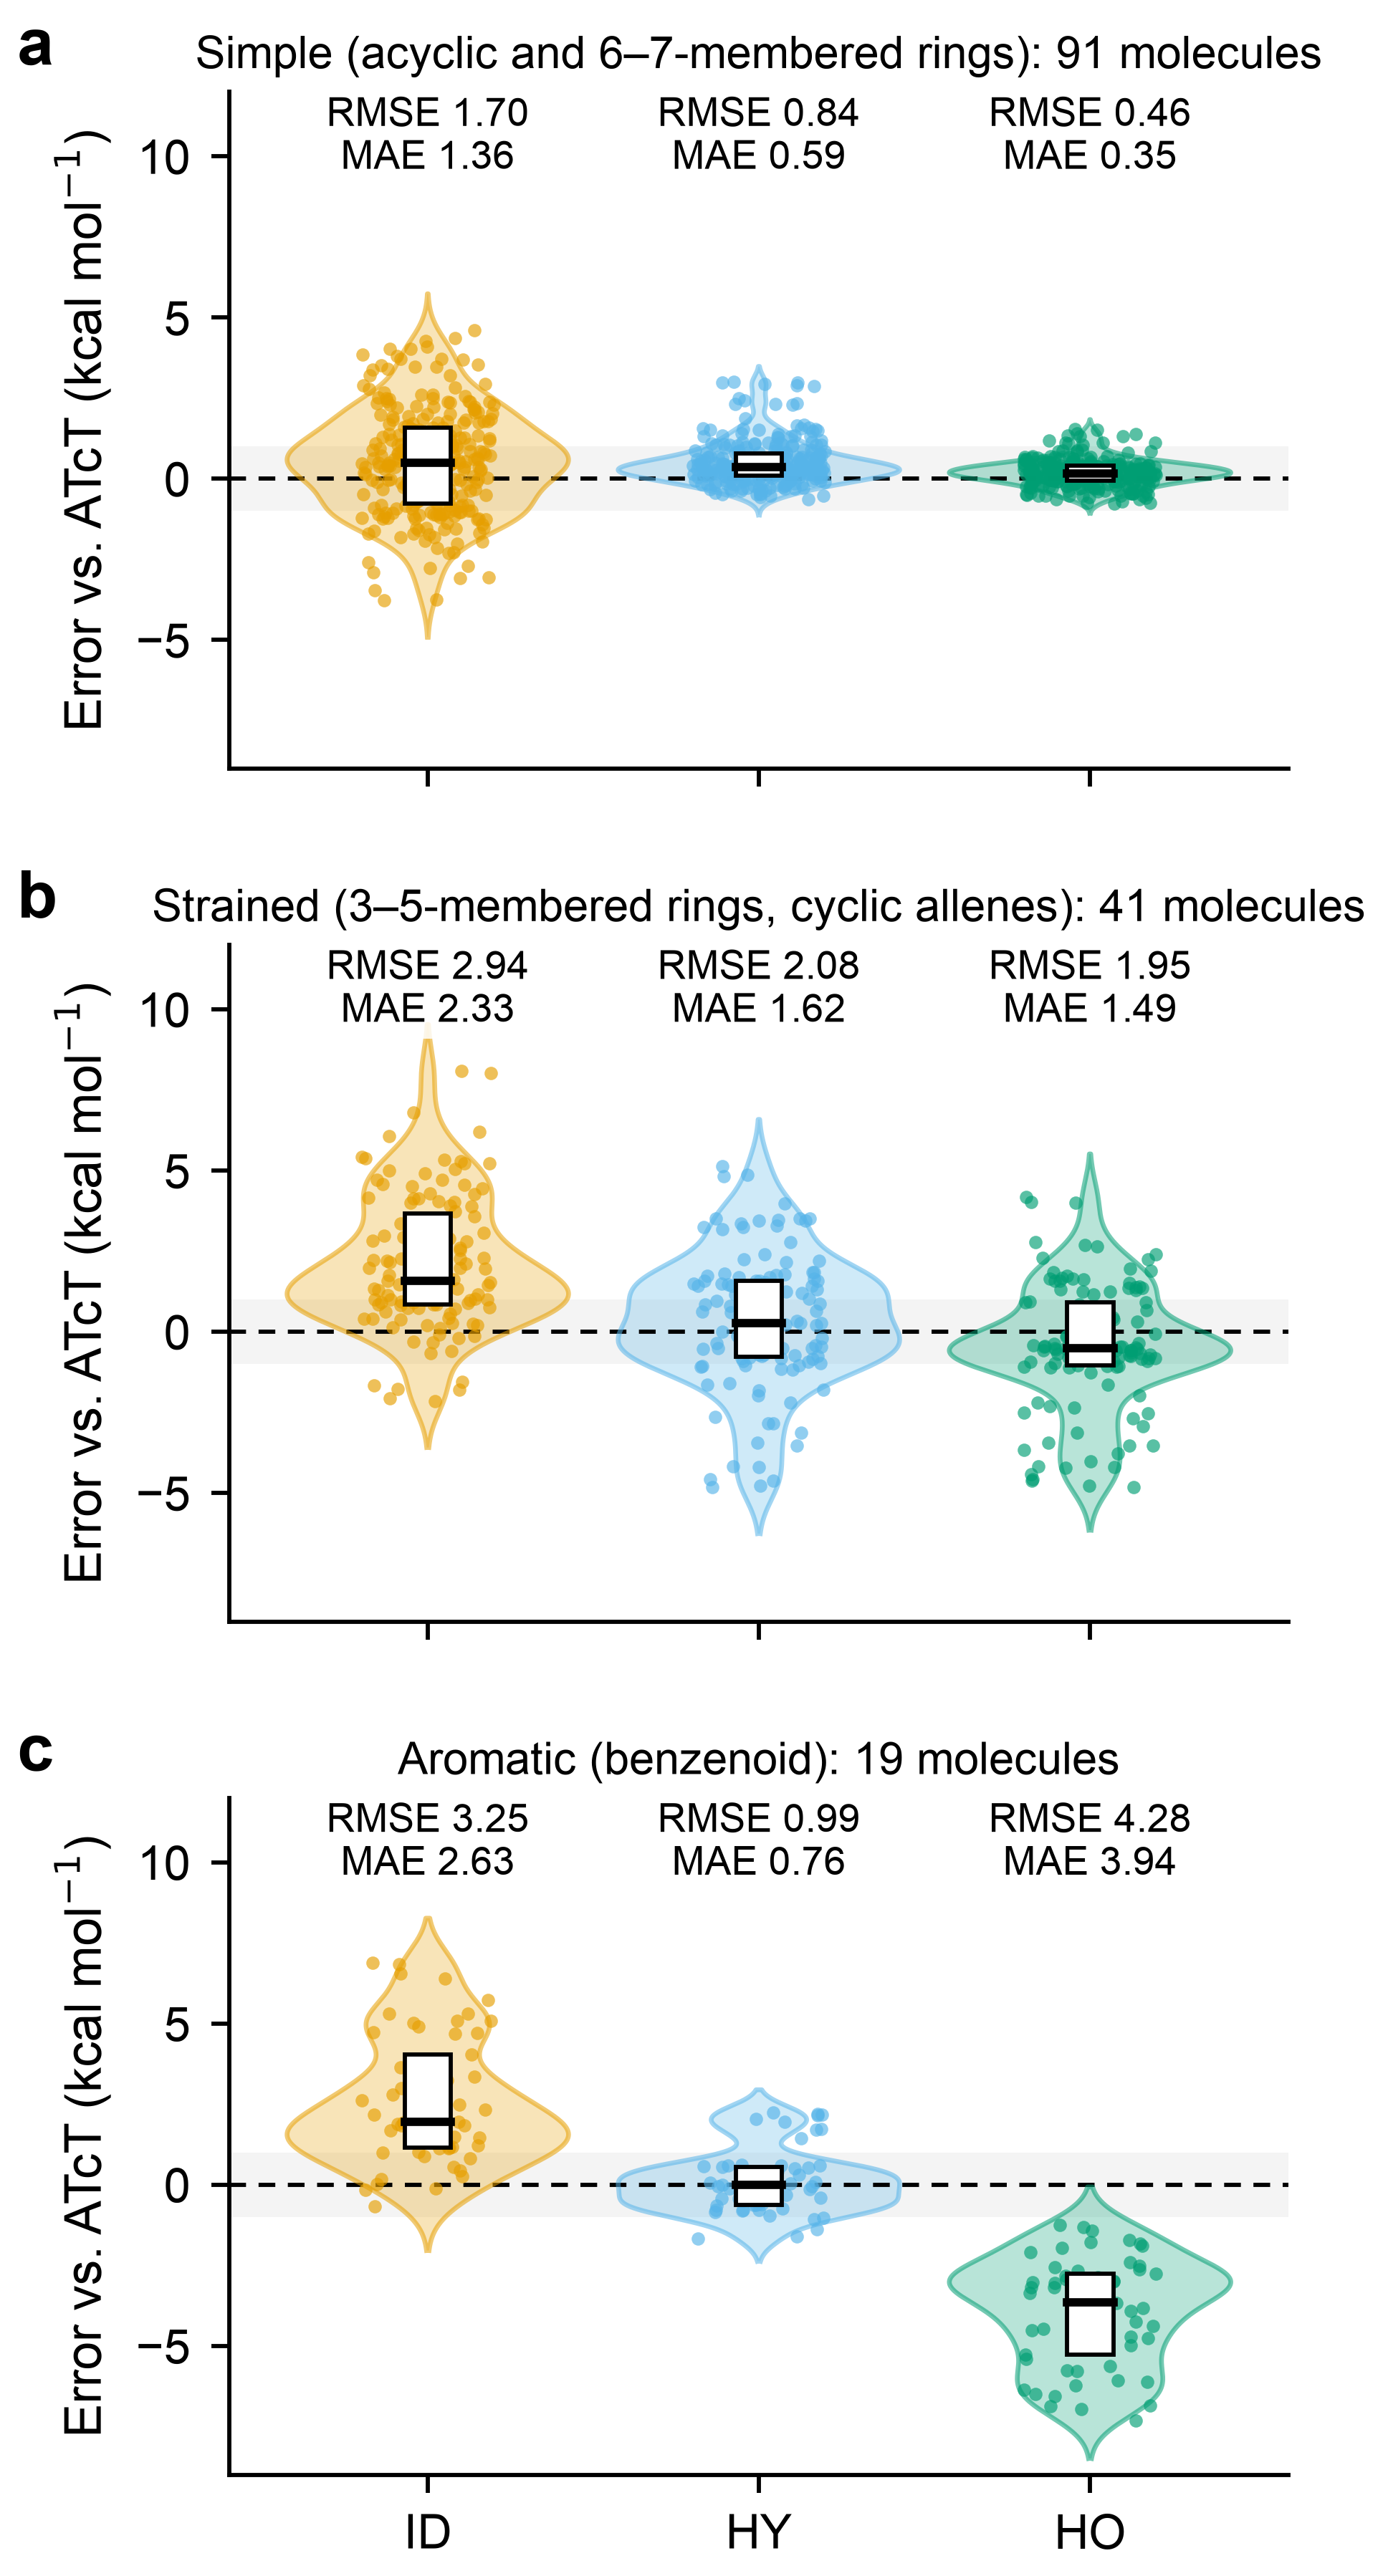 a
Simple (acyclic and 6–7-membered rings): 91 molecules
RMSE 1.70
MAE 1.36
RMSE 0.84
MAE 0.59
RMSE 0.46
MAE 0.35
Error vs. ATcT (kcal mol⁻¹)
10
5
0
−5
b
Strained (3–5-membered rings, cyclic allenes): 41 molecules
RMSE 2.94
MAE 2.33
RMSE 2.08
MAE 1.62
RMSE 1.95
MAE 1.49
Error vs. ATcT (kcal mol⁻¹)
10
5
0
−5
c
Aromatic (benzenoid): 19 molecules
RMSE 3.25
MAE 2.63
RMSE 0.99
MAE 0.76
RMSE 4.28
MAE 3.94
Error vs. ATcT (kcal mol⁻¹)
10
5
0
−5
ID
HY
HO